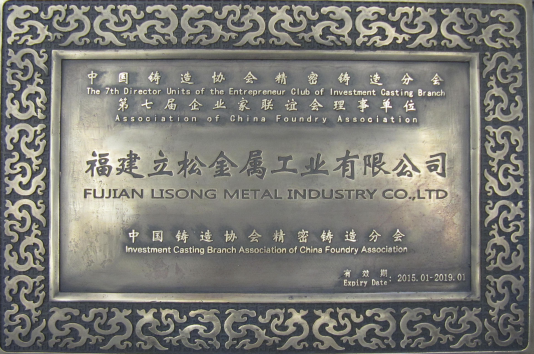 中国铸造协会精密铸造分会
The 7th Director Units of the Entrepreneur Club of Investment Casting Branch
第七届企业家联谊会理事单位
Association of China Foundry Association
福建立松金属工业有限公司
FUJIAN LISONG METAL INDUSTRY CO.,LTD
中国铸造协会精密铸造分会
Investment Casting Branch Association of China Foundry Association
有效期
Expiry Date: 2015.01-2019.01